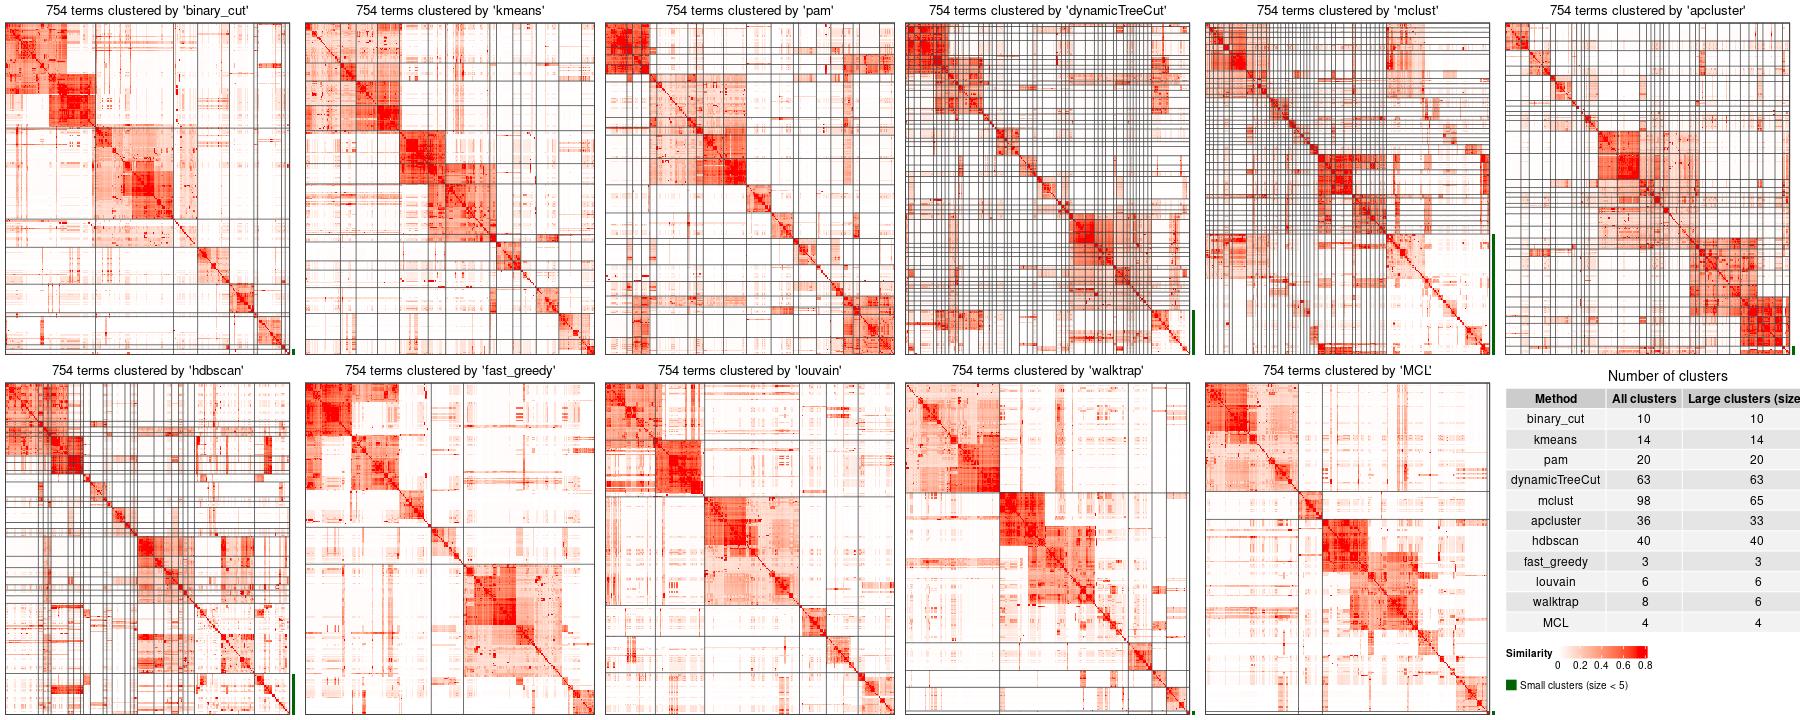 754 terms clustered by 'binary_cut'
754 terms clustered by 'kmeans'
754 terms clustered by 'pam'
754 terms clustered by 'dynamicTreeCut'
754 terms clustered by 'mclust'
754 terms clustered by 'apcluster'
754 terms clustered by 'hdbscan'
754 terms clustered by 'fast_greedy'
754 terms clustered by 'louvain'
754 terms clustered by 'walktrap'
754 terms clustered by 'MCL'
Number of clusters
Method All clusters Large clusters (size
binary_cut 10 10
kmeans 14 14
pam 20 20
dynamicTreeCut 63 63
mclust 98 65
apcluster 36 33
hdbscan 40 40
fast_greedy 3 3
louvain 6 6
walktrap 8 6
MCL 4 4
Similarity
0 0.2 0.4 0.6 0.8
Small clusters (size < 5)